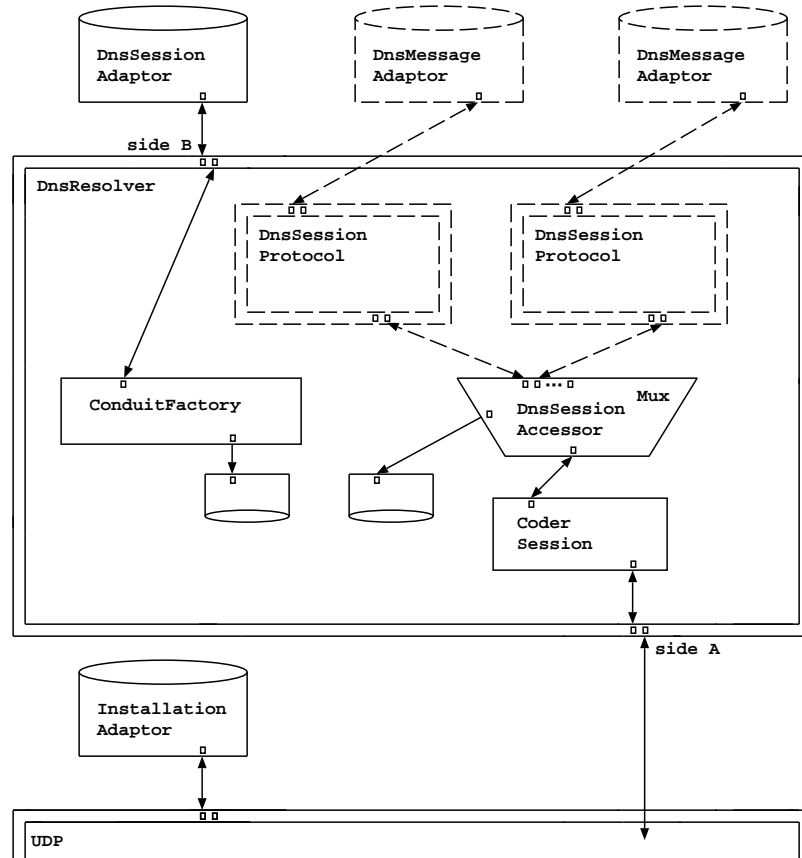 DnsSession
Adaptor
DnsMessage
Adaptor
DnsMessage
Adaptor
side B
DnsResolver
DnsSession
Protocol
DnsSession
Protocol
ConduitFactory
Mux
DnsSession
Accessor
Coder
Session
side A
Installation
Adaptor
UDP